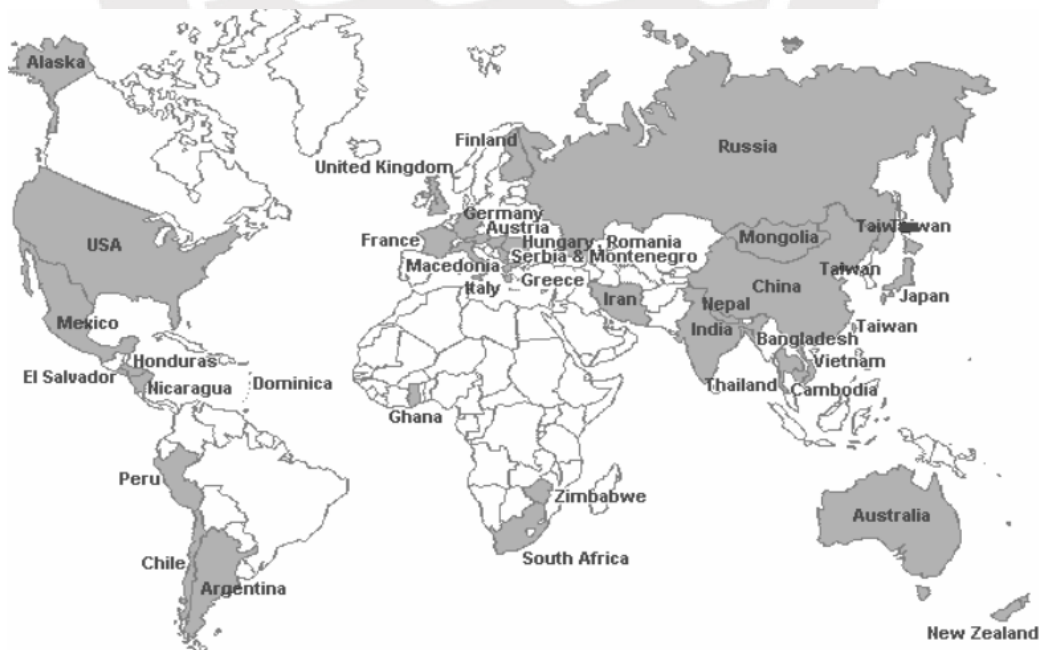 Alaska
Finland
Russia
United Kingdom
Germany
Austria
USA
France
Hungary
Romania
Mongolia
Taiwan
Taiwan
Macedonia
Serbia & Montenegro
Taiwan
Italy
Greece
Iran
China
Japan
Nepal
Mexico
India
Taiwan
Bangladesh
Honduras
Vietnam
El Salvador
Nicaragua
Dominica
Thailand
Cambodia
Ghana
Peru
Zimbabwe
Australia
South Africa
Chile
Argentina
New Zealand